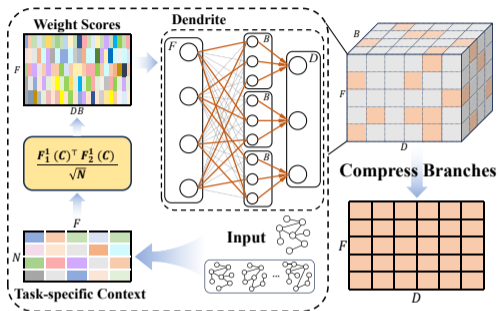 Weight Scores
Dendrite
F
DB
F
B
B
B
D
B
F
D
F₁¹ (C)ᵀ F₂¹ (C)
√N
Compress Branches
F
N
Task-specific Context
Input
...
F
D